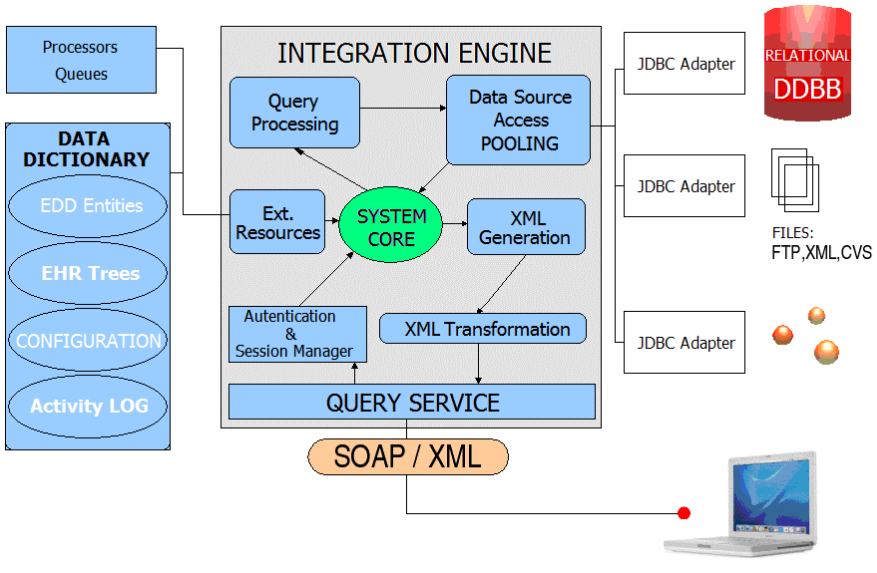 Processors
Queues
DATA
DICTIONARY
EDD Entities
EHR Trees
CONFIGURATION
Activity LOG
INTEGRATION ENGINE
Query
Processing
Data Source
Access
POOLING
Ext.
Resources
SYSTEM
CORE
XML
Generation
Autentication
&
Session Manager
XML Transformation
QUERY SERVICE
SOAP / XML
JDBC Adapter
RELATIONAL
DDBB
JDBC Adapter
FILES:
FTP,XML,CVS
JDBC Adapter